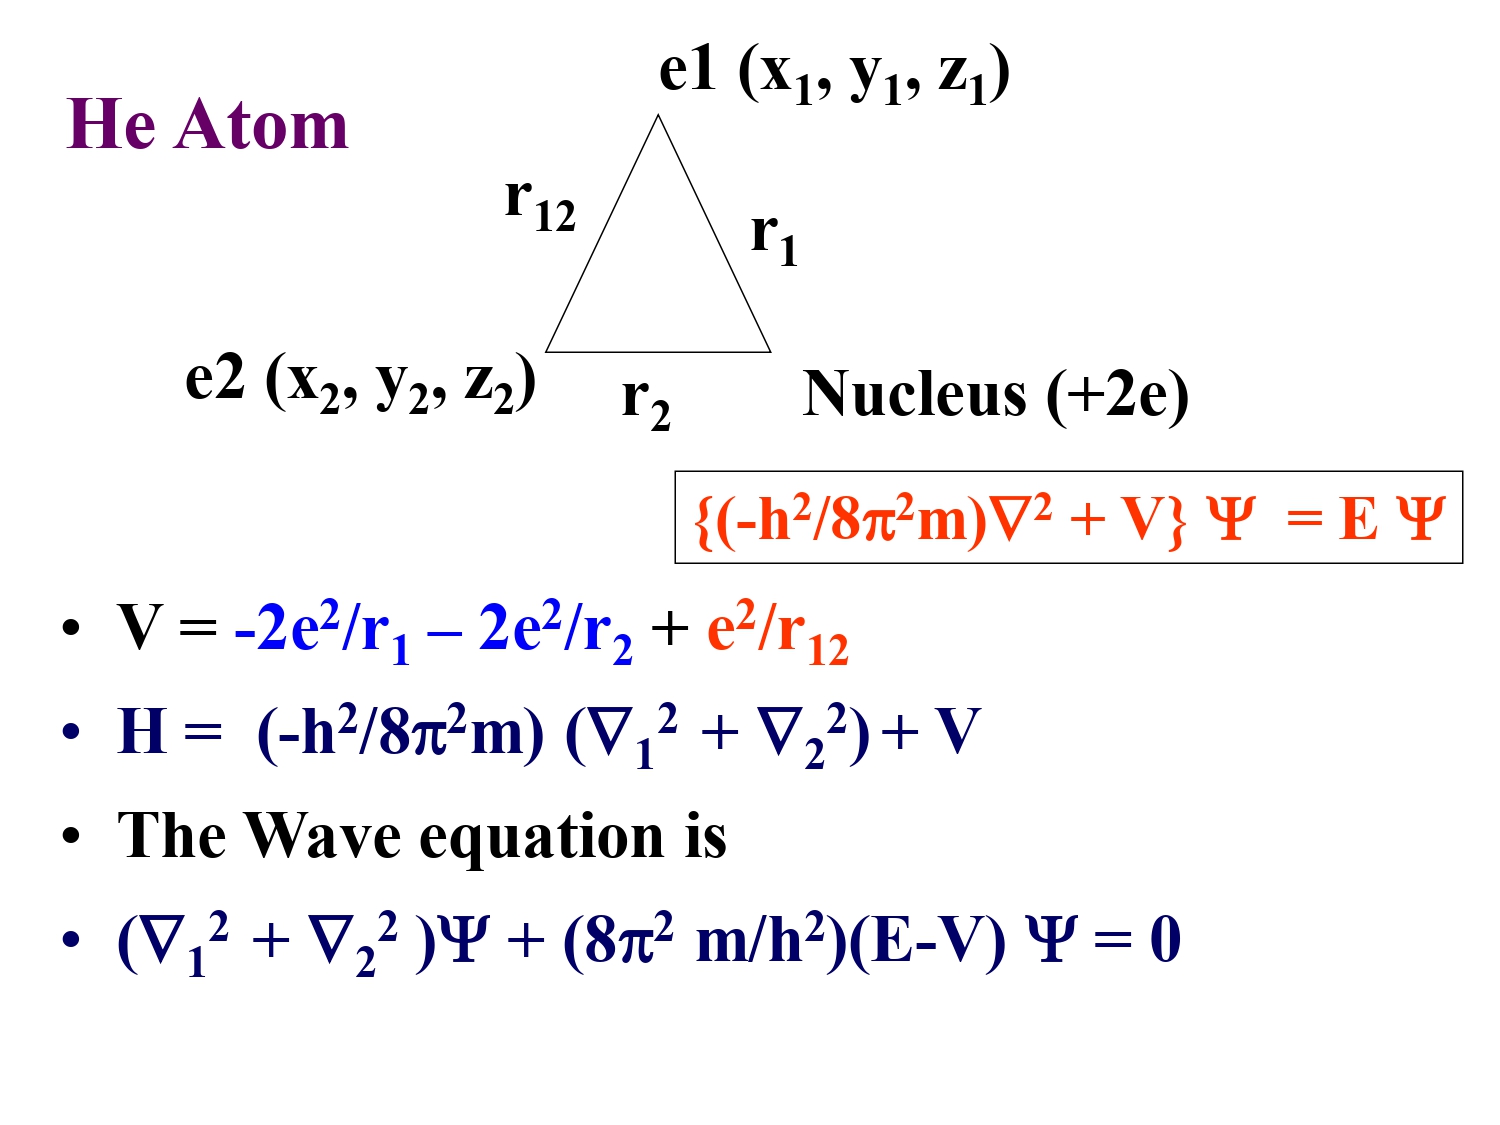 e1 (x₁, y₁, z₁)
He Atom
r₁₂
r₁
e2 (x₂, y₂, z₂)
r₂
Nucleus (+2e)
{(-h²/8π²m)∇² + V} Ψ = E Ψ
• V = -2e²/r₁ – 2e²/r₂ + e²/r₁₂
• H = (-h²/8π²m) (∇₁² + ∇₂²) + V
• The Wave equation is
• (∇₁² + ∇₂² )Ψ + (8π² m/h²)(E-V) Ψ = 0